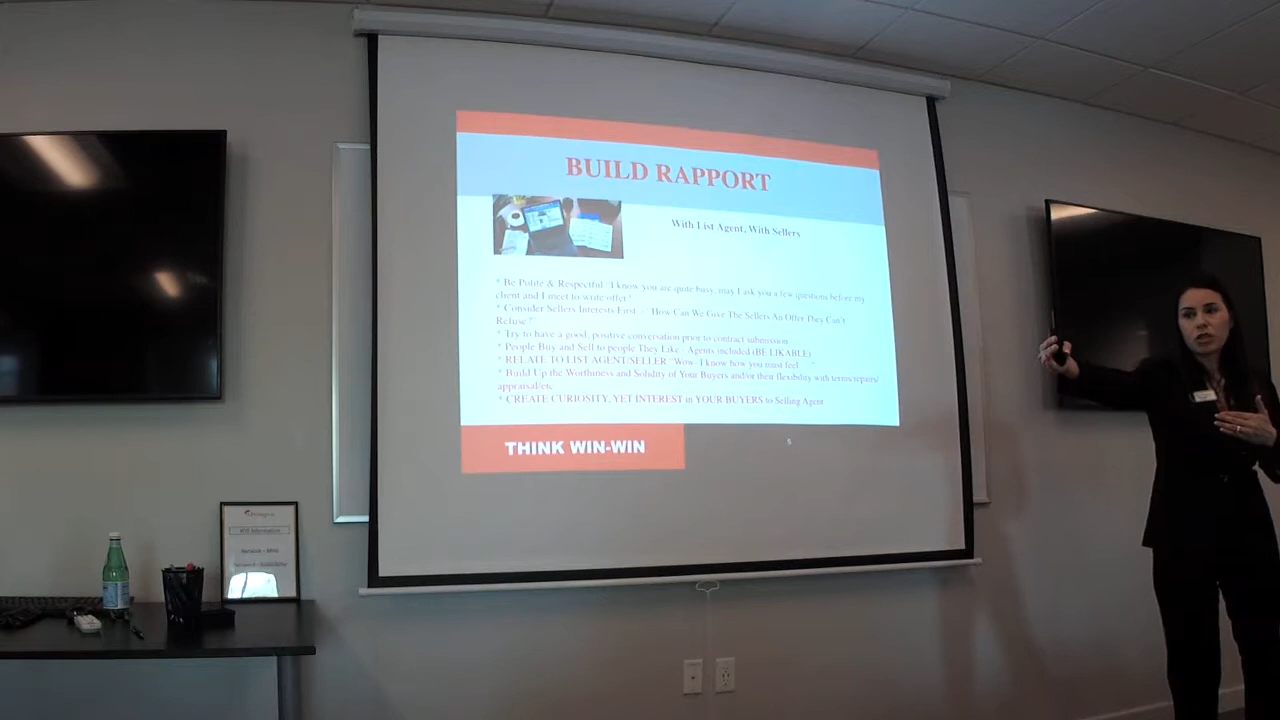 BUILD RAPPORT
With List Agent, With Sellers
* Be Polite & Respectful "I know you are quite busy, may I ask you a few questions before my
client and I meet to write offer"
* Consider Sellers Interests First - "How Can We Give The Sellers An Offer They Can't
Refuse?"
* Try to have a good, positive conversation prior to contract submission
* People Buy and Sell to people They Like - Agents included (BE LIKABLE)
* RELATE TO LIST AGENT/SELLER "Wow- I know how you must feel ...."
* Build Up the Worthiness and Solidity of Your Buyers and/or their flexibility with terms/repairs/
appraisal/etc
* CREATE CURIOSITY, YET INTEREST in YOUR BUYERS to Selling Agent
THINK WIN-WIN
5
Wifi Information